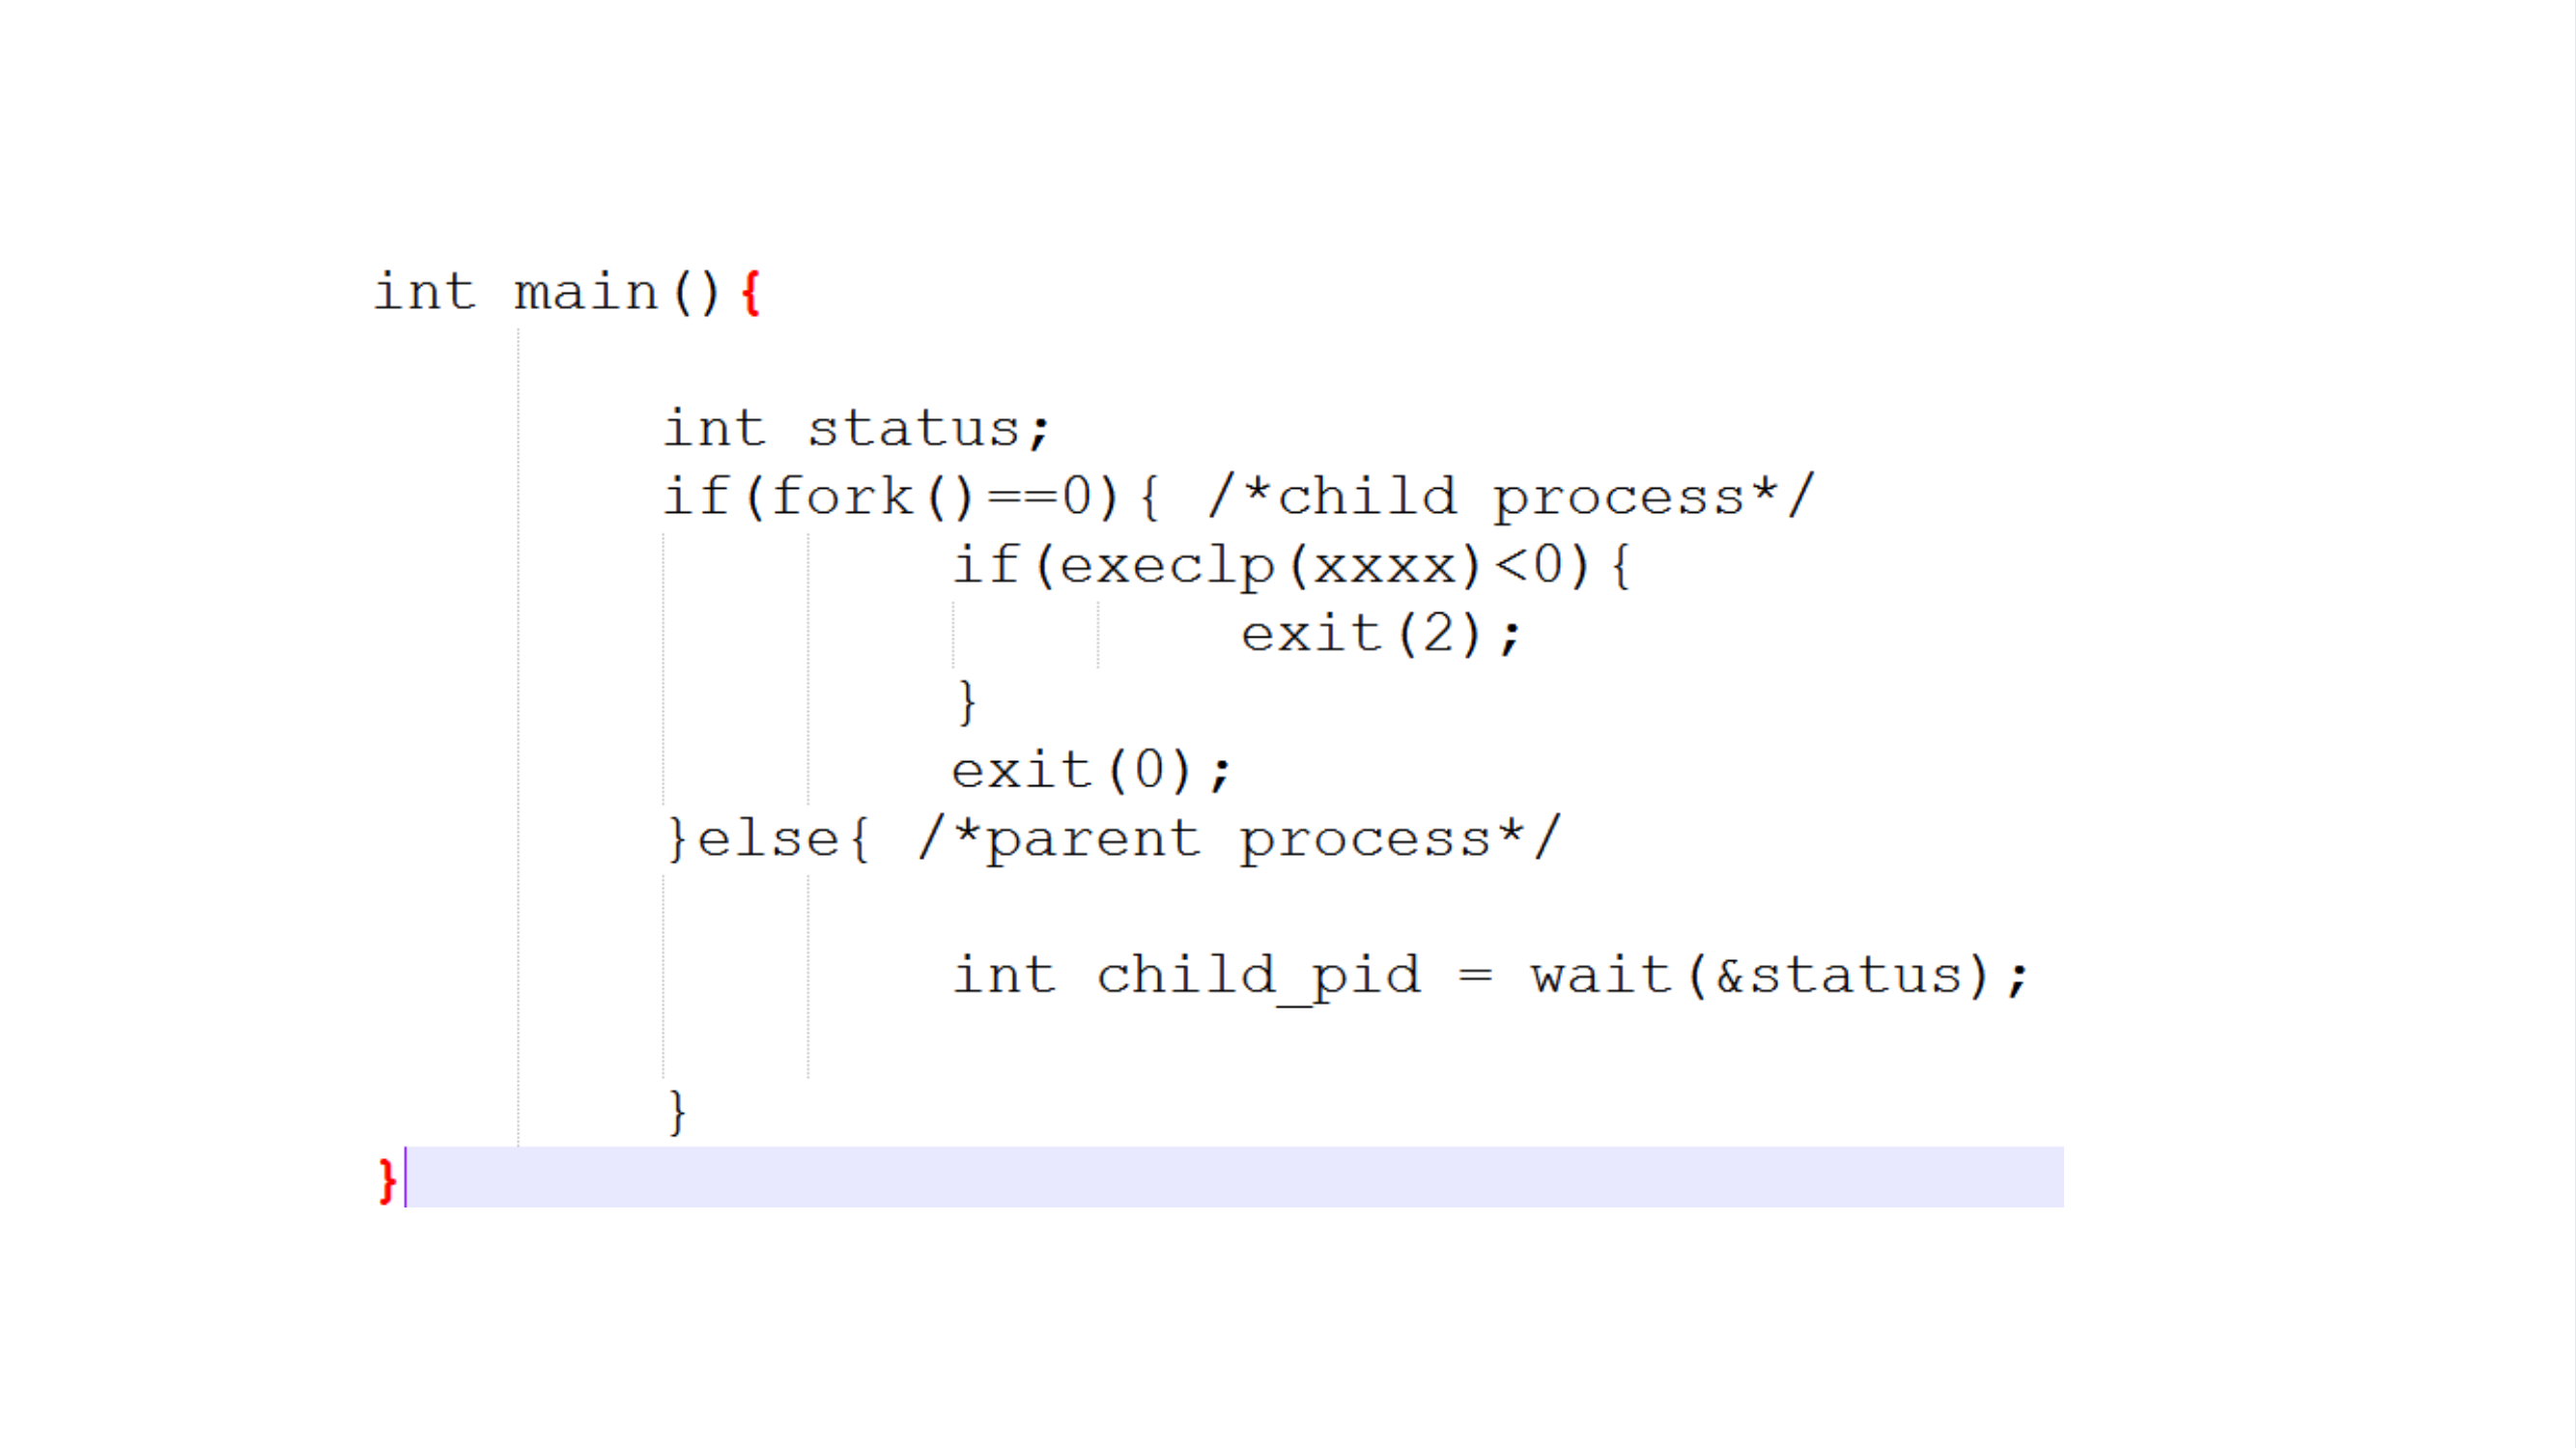 int main(){
int status;
if(fork()==0){ /*child process*/
if(execlp(xxxx)<0){
exit(2);
}
exit(0);
}else{ /*parent process*/
int child_pid = wait(&status);
}
}